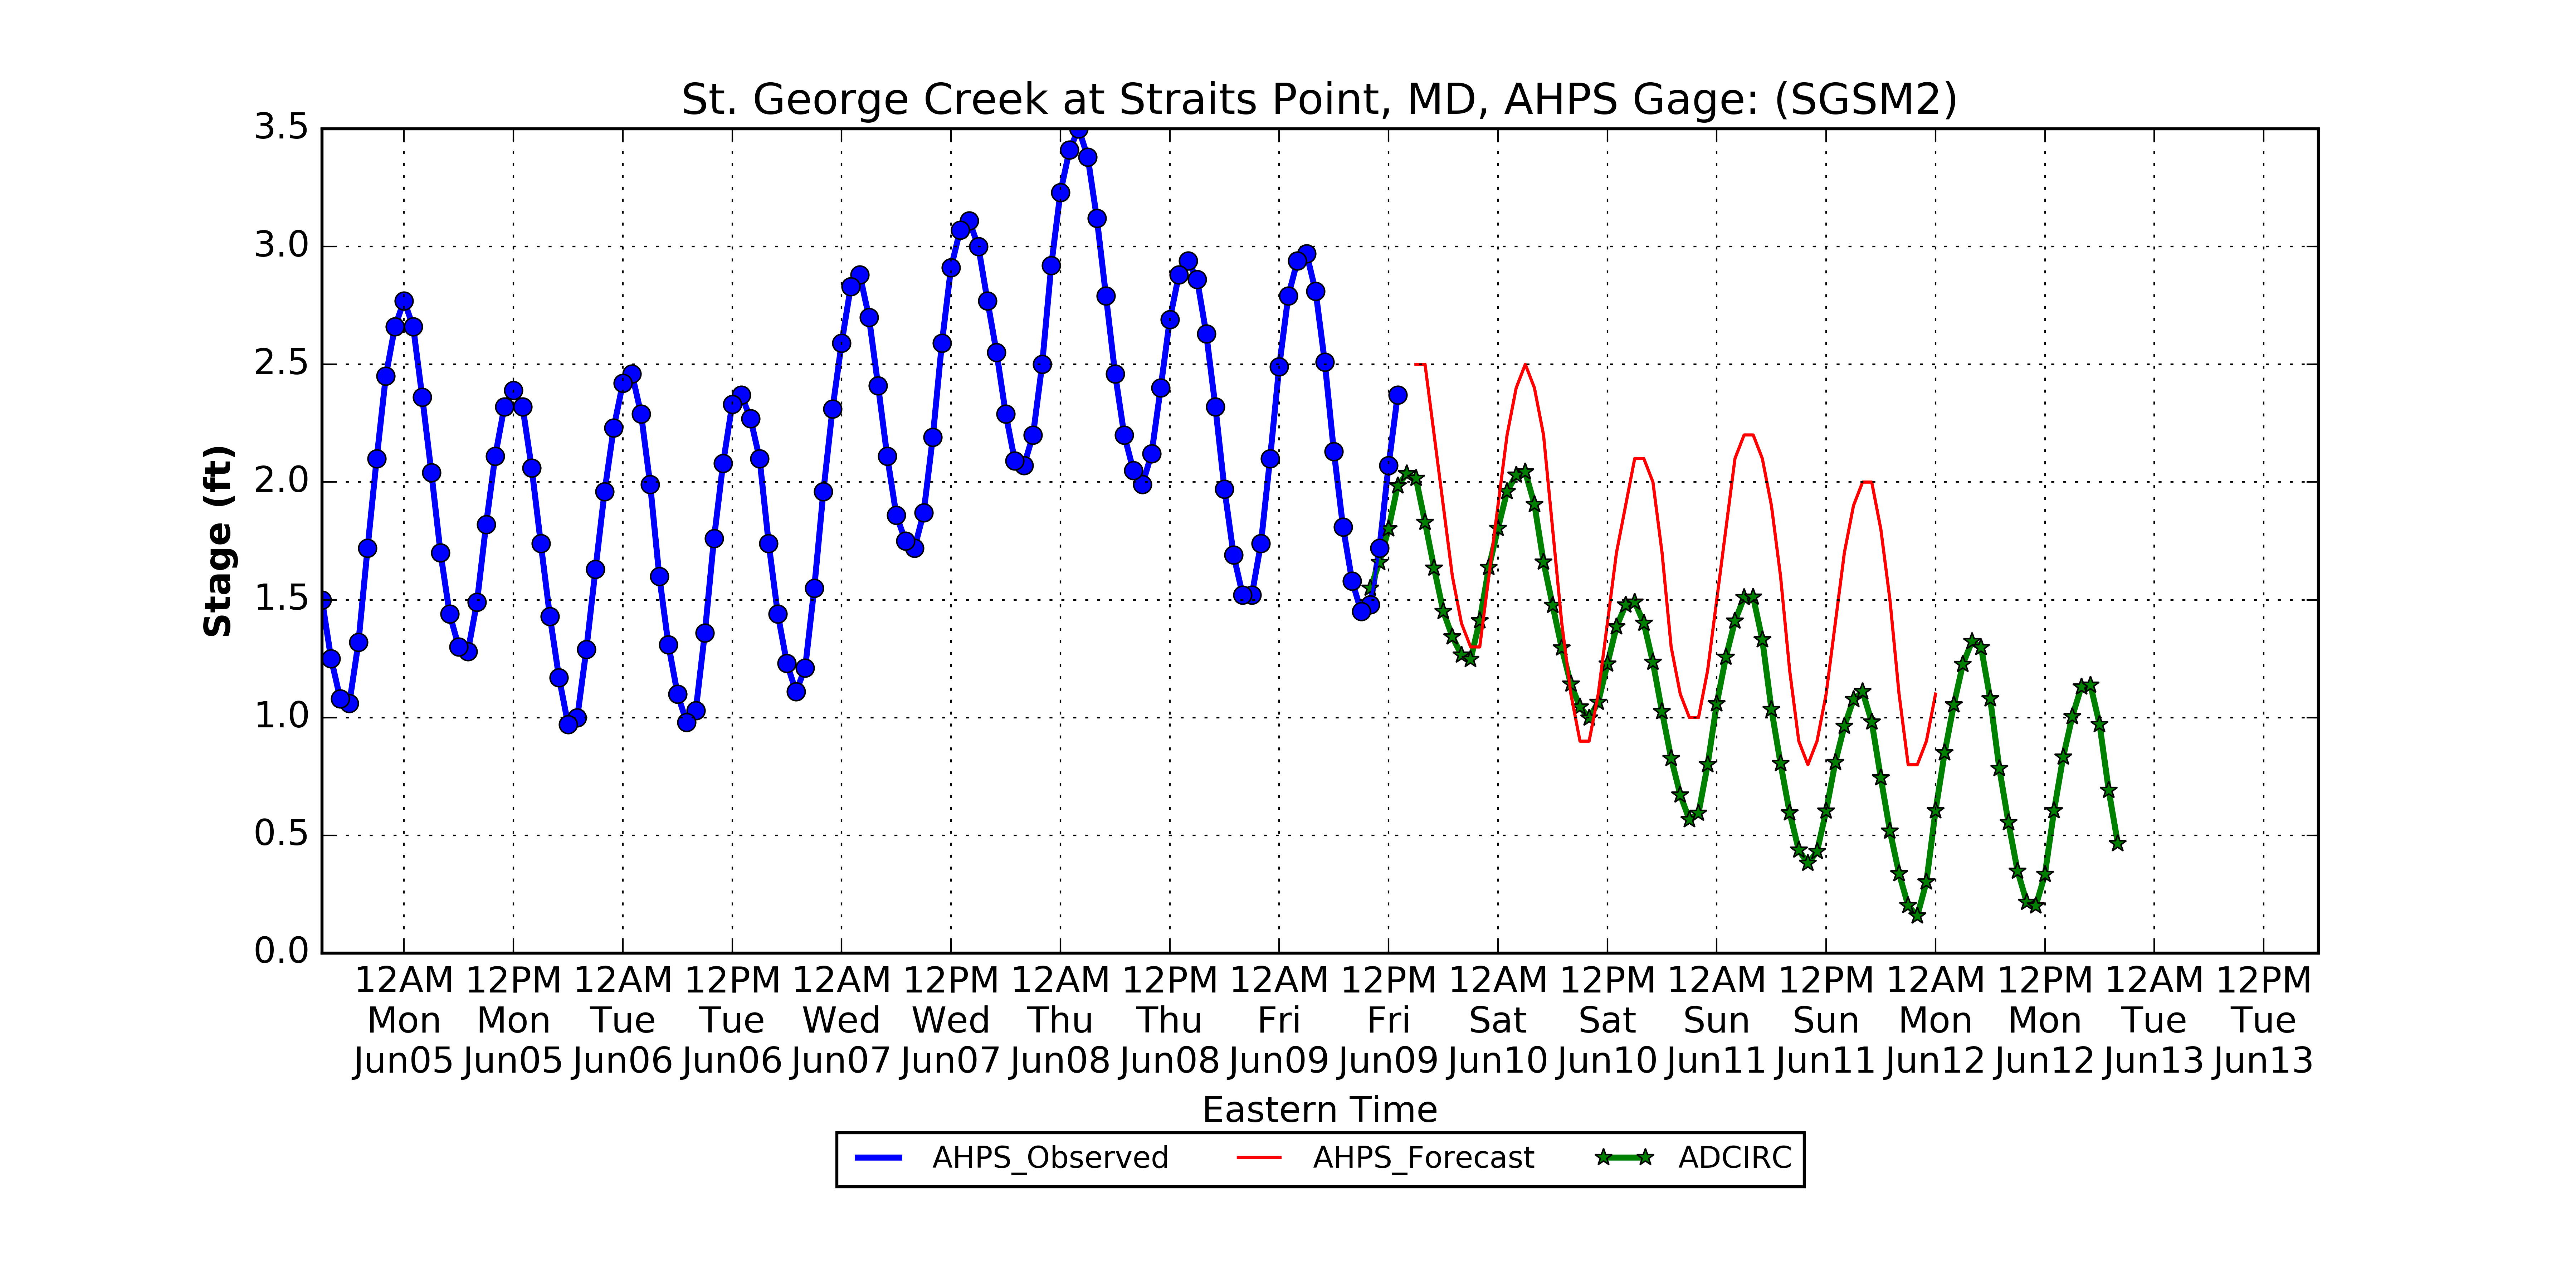 St. George Creek at Straits Point, MD, AHPS Gage: (SGSM2)
3.5
3.0
2.5
2.0
1.5
1.0
0.5
0.0
Stage (ft)
12AM 12PM 12AM 12PM 12AM 12PM 12AM 12PM 12AM 12PM 12AM 12PM 12AM 12PM 12AM 12PM 12AM 12PM
Mon Mon Tue Tue Wed Wed Thu Thu Fri Fri Sat Sat Sun Sun Mon Mon Tue Tue
Jun05 Jun05 Jun06 Jun06 Jun07 Jun07 Jun08 Jun08 Jun09 Jun09 Jun10 Jun10 Jun11 Jun11 Jun12 Jun12 Jun13 Jun13
Eastern Time
AHPS_Observed AHPS_Forecast ADCIRC